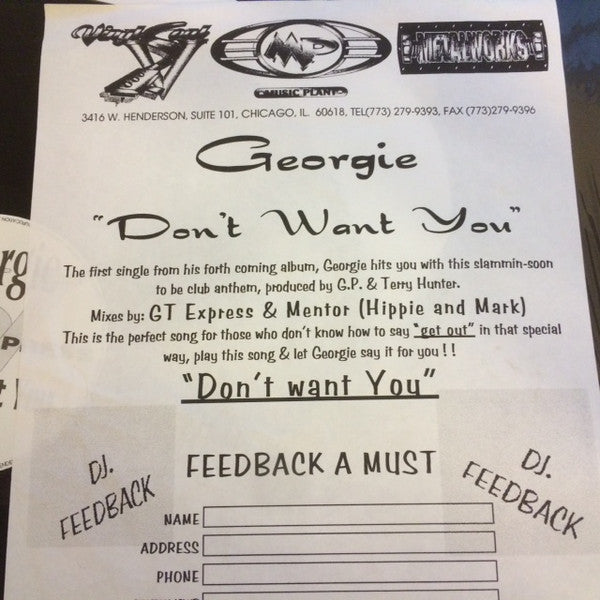 Vinyl Soul
MP
METALWORKS
MUSIC PLANT
3416 W. HENDERSON, SUITE 101, CHICAGO, IL. 60618, TEL(773) 279-9393, FAX (773)279-9396
Georgie
"Don't Want You"
The first single from his forth coming album, Georgie hits you with this slammin-soon
to be club anthem, produced by G.P. & Terry Hunter.
Mixes by: GT Express & Mentor (Hippie and Mark)
This is the perfect song for those who don't know how to say "get out" in that special
way, play this song & let Georgie say it for you ! !
"Don't want You"
DJ.
FEEDBACK
FEEDBACK A MUST
DJ.
FEEDBACK
NAME
ADDRESS
PHONE